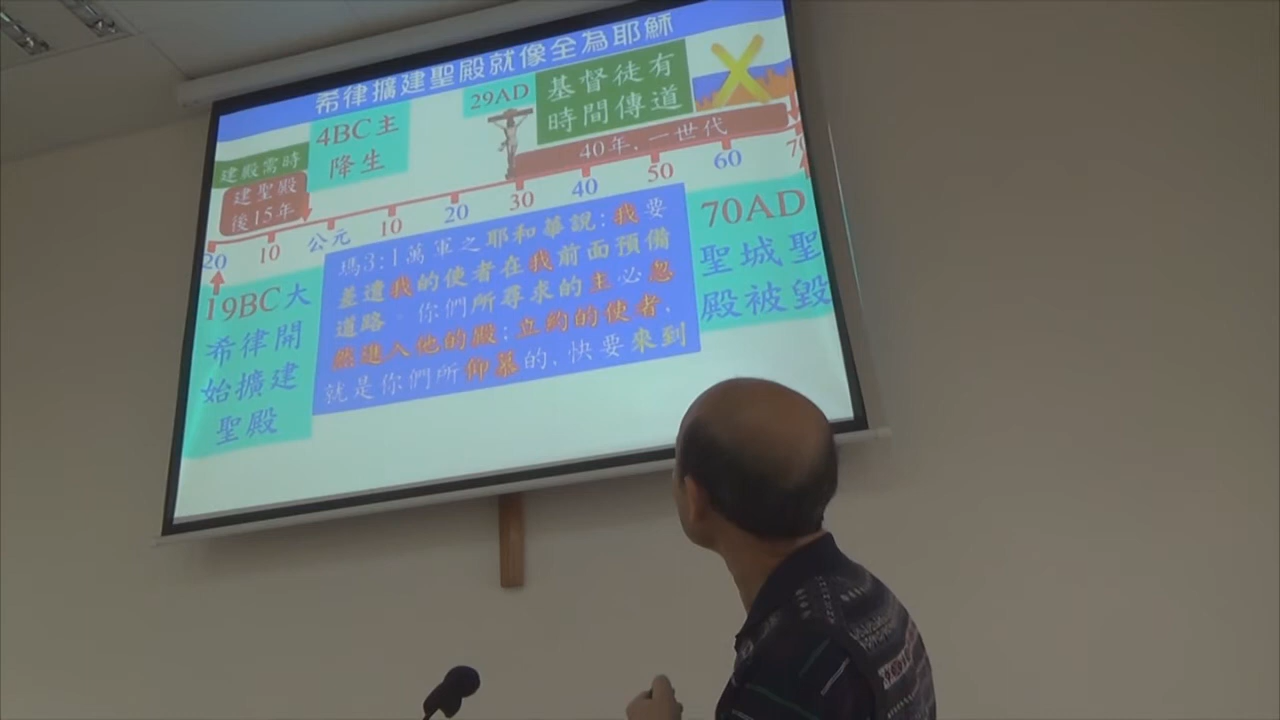 希律擴建聖殿就像全為耶穌
建殿需時
建聖殿
後15年
4BC主
降生
29AD
基督徒有
時間傳道
40年,一世代
20
10
公元
10
20
30
40
50
60
19BC大
希律開
始擴建
聖殿
瑪3:1萬軍之耶和華說:我要
差遣我的使者在我前面預備
道路。你們所尋求的主必忽
然進入他的殿;立約的使者,
就是你們所仰慕的,快要來到
70AD
聖城聖
殿被毀